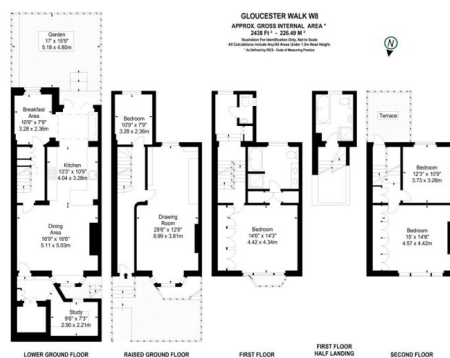 GLOUCESTER WALK W8
APPROX. GROSS INTERNAL AREA *
2438 Ft² - 226.49 M²
Illustration For Identification Only, Not to Scale
All Calculations Include Any/All Areas Under 1.5m Head Height
* As Defined by RICS - Code of Measuring Practice
N
Garden
17' x 15'9"
5.18 x 4.80m
Breakfast
Area
10'9" x 7'9"
3.28 x 2.36m
Kitchen
13'3" x 10'9"
4.04 x 3.28m
Dining
Area
16'9" x 16'6"
5.11 x 5.03m
Study
9'6" x 7'3"
2.90 x 2.21m
LOWER GROUND FLOOR
Bedroom
10'9" x 7'9"
3.28 x 2.36m
Drawing
Room
29'6" x 12'6"
8.99 x 3.81m
RAISED GROUND FLOOR
Bedroom
14'6" x 14'3"
4.42 x 4.34m
FIRST FLOOR
FIRST FLOOR
HALF LANDING
Terrace
Bedroom
12'3" x 10'9"
3.73 x 3.28m
Bedroom
15' x 14'6"
4.57 x 4.42m
SECOND FLOOR